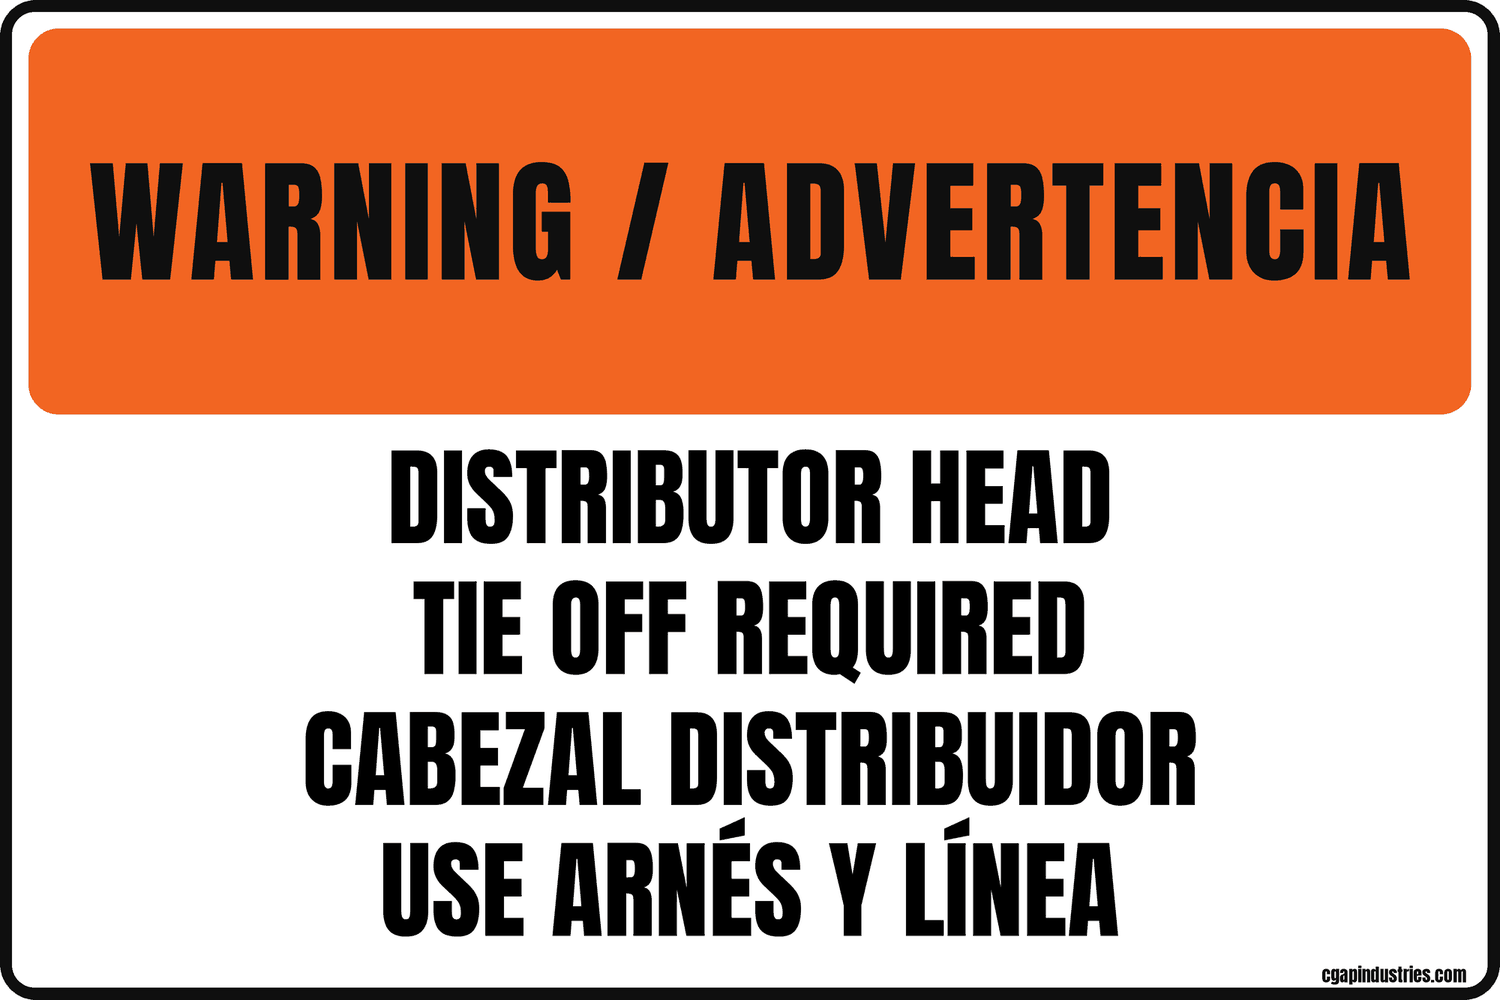 WARNING / ADVERTENCIA
DISTRIBUTOR HEAD
TIE OFF REQUIRED
CABEZAL DISTRIBUIDOR
USE ARNÉS Y LÍNEA
cgapindustries.com